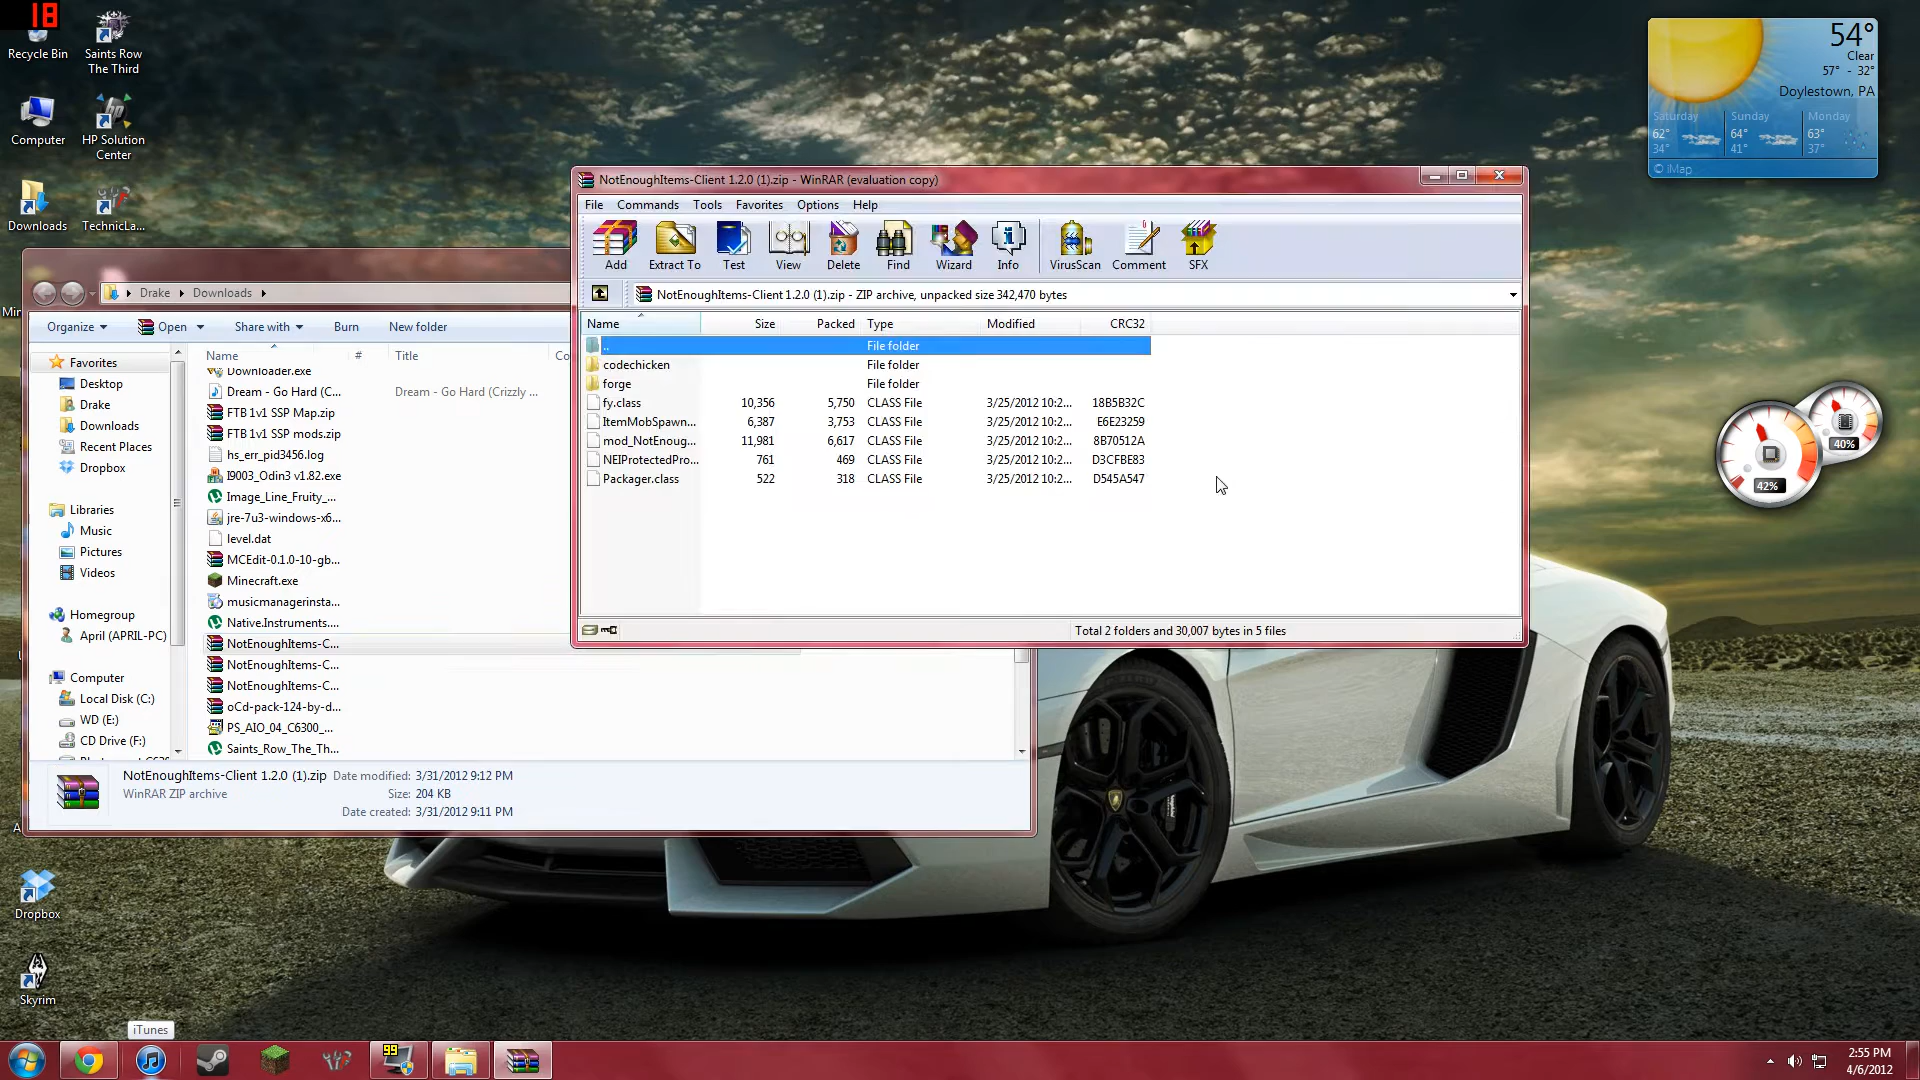 18
Recycle Bin
Saints Row
The Third
Computer
HP Solution
Center
Downloads
TechnicLa...
54°
Clear
57° - 32°
Doylestown, PA
Saturday
Sunday
Monday
62°
64°
63°
34°
41°
37°
© iMap
40%
42%
NotEnoughItems-Client 1.2.0 (1).zip - WinRAR (evaluation copy)
File Commands Tools Favorites Options Help
Add Extract To Test View Delete Find Wizard Info VirusScan Comment SFX
NotEnoughItems-Client 1.2.0 (1).zip - ZIP archive, unpacked size 342,470 bytes
Name Size Packed Type Modified CRC32
.. File folder
codechicken File folder
forge File folder
fy.class 10,356 5,750 CLASS File 3/25/2012 10:2... 18B5B32C
ItemMobSpawn... 6,387 3,753 CLASS File 3/25/2012 10:2... E6E23259
mod_NotEnoug... 11,981 6,617 CLASS File 3/25/2012 10:2... 8B70512A
NEIProtectedPro... 761 469 CLASS File 3/25/2012 10:2... D3CFBE83
Packager.class 522 318 CLASS File 3/25/2012 10:2... D545A547
Total 2 folders and 30,007 bytes in 5 files
Drake Downloads
Organize Open Share with Burn New folder
Name # Title Co
Favorites
Desktop
Drake
Downloads
Recent Places
Dropbox
Libraries
Music
Pictures
Videos
Homegroup
April (APRIL-PC)
Computer
Local Disk (C:)
WD (E:)
CD Drive (F:)
Downloader.exe
Dream - Go Hard (C... Dream - Go Hard (Crizzly ...
FTB 1v1 SSP Map.zip
FTB 1v1 SSP mods.zip
hs_err_pid3456.log
I9003_Odin3 v1.82.exe
Image_Line_Fruity_...
jre-7u3-windows-x6...
level.dat
MCEdit-0.1.0-10-gb...
Minecraft.exe
musicmanagerinsta...
Native.Instruments....
NotEnoughItems-C...
NotEnoughItems-C...
NotEnoughItems-C...
oCd-pack-124-by-d...
PS_AIO_04_C6300_...
Saints_Row_The_Th...
NotEnoughItems-Client 1.2.0 (1).zip Date modified: 3/31/2012 9:12 PM
WinRAR ZIP archive Size: 204 KB
Date created: 3/31/2012 9:11 PM
Dropbox
Skyrim
iTunes
99
2:55 PM
4/6/2012